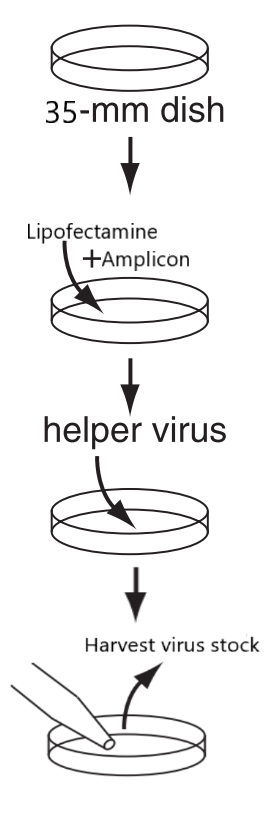 35-mm dish
Lipofectamine
+Amplicon
helper virus
Harvest virus stock